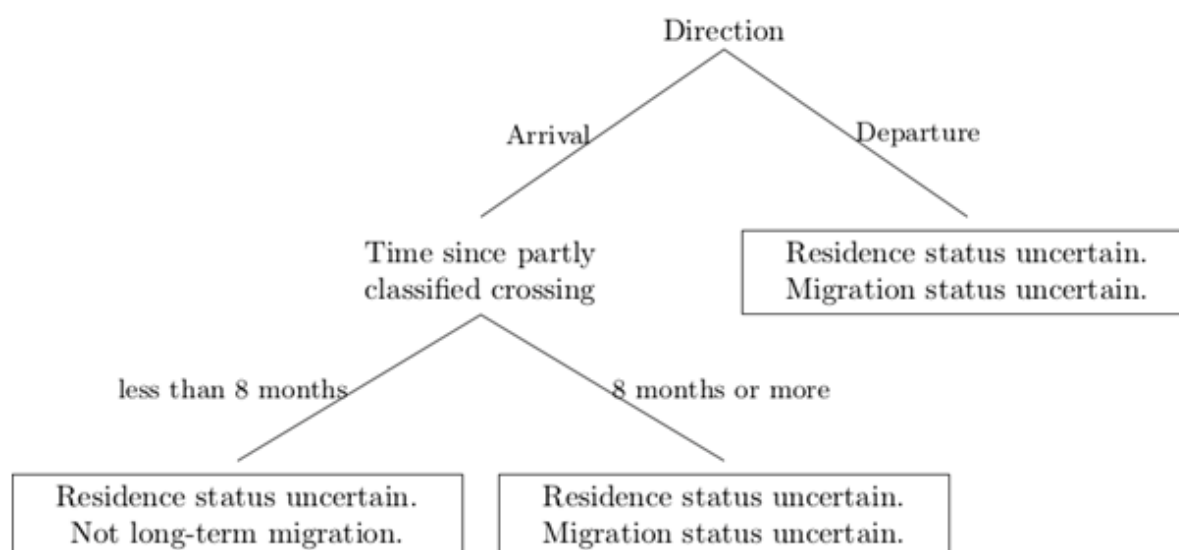 Direction
Arrival
Departure
Time since partly
classified crossing
Residence status uncertain.
Migration status uncertain.
less than 8 months
8 months or more
Residence status uncertain.
Not long-term migration.
Residence status uncertain.
Migration status uncertain.